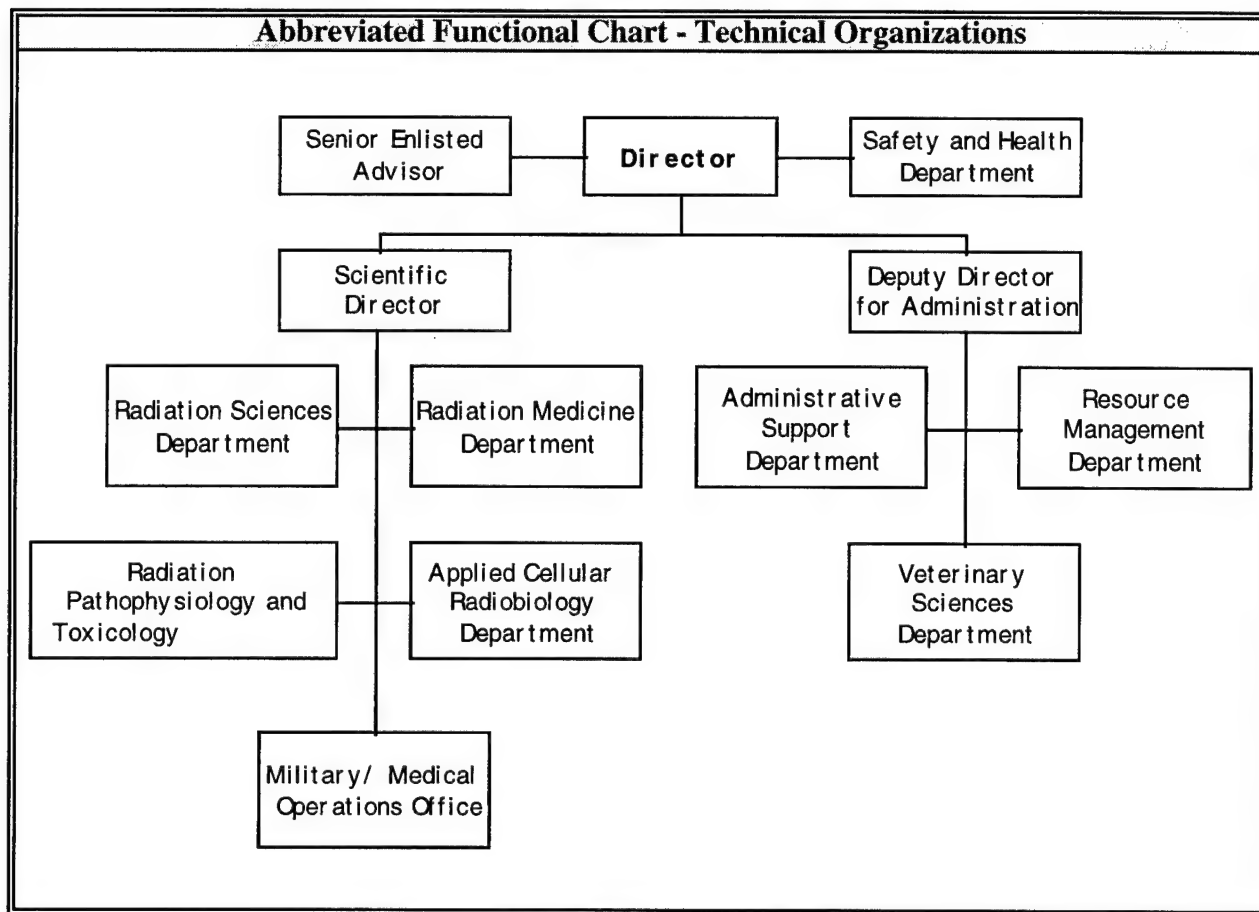 Abbreviated Functional Chart - Technical Organizations
Senior Enlisted
Advisor
Director
Safety and Health
Department
Scientific
Director
Deputy Director
for Administration
Radiation Sciences
Department
Radiation Medicine
Department
Administrative
Support
Department
Resource
Management
Department
Radiation
Pathophysiology and
Toxicology
Applied Cellular
Radiobiology
Department
Veterinary
Sciences
Department
Military/ Medical
Operations Office